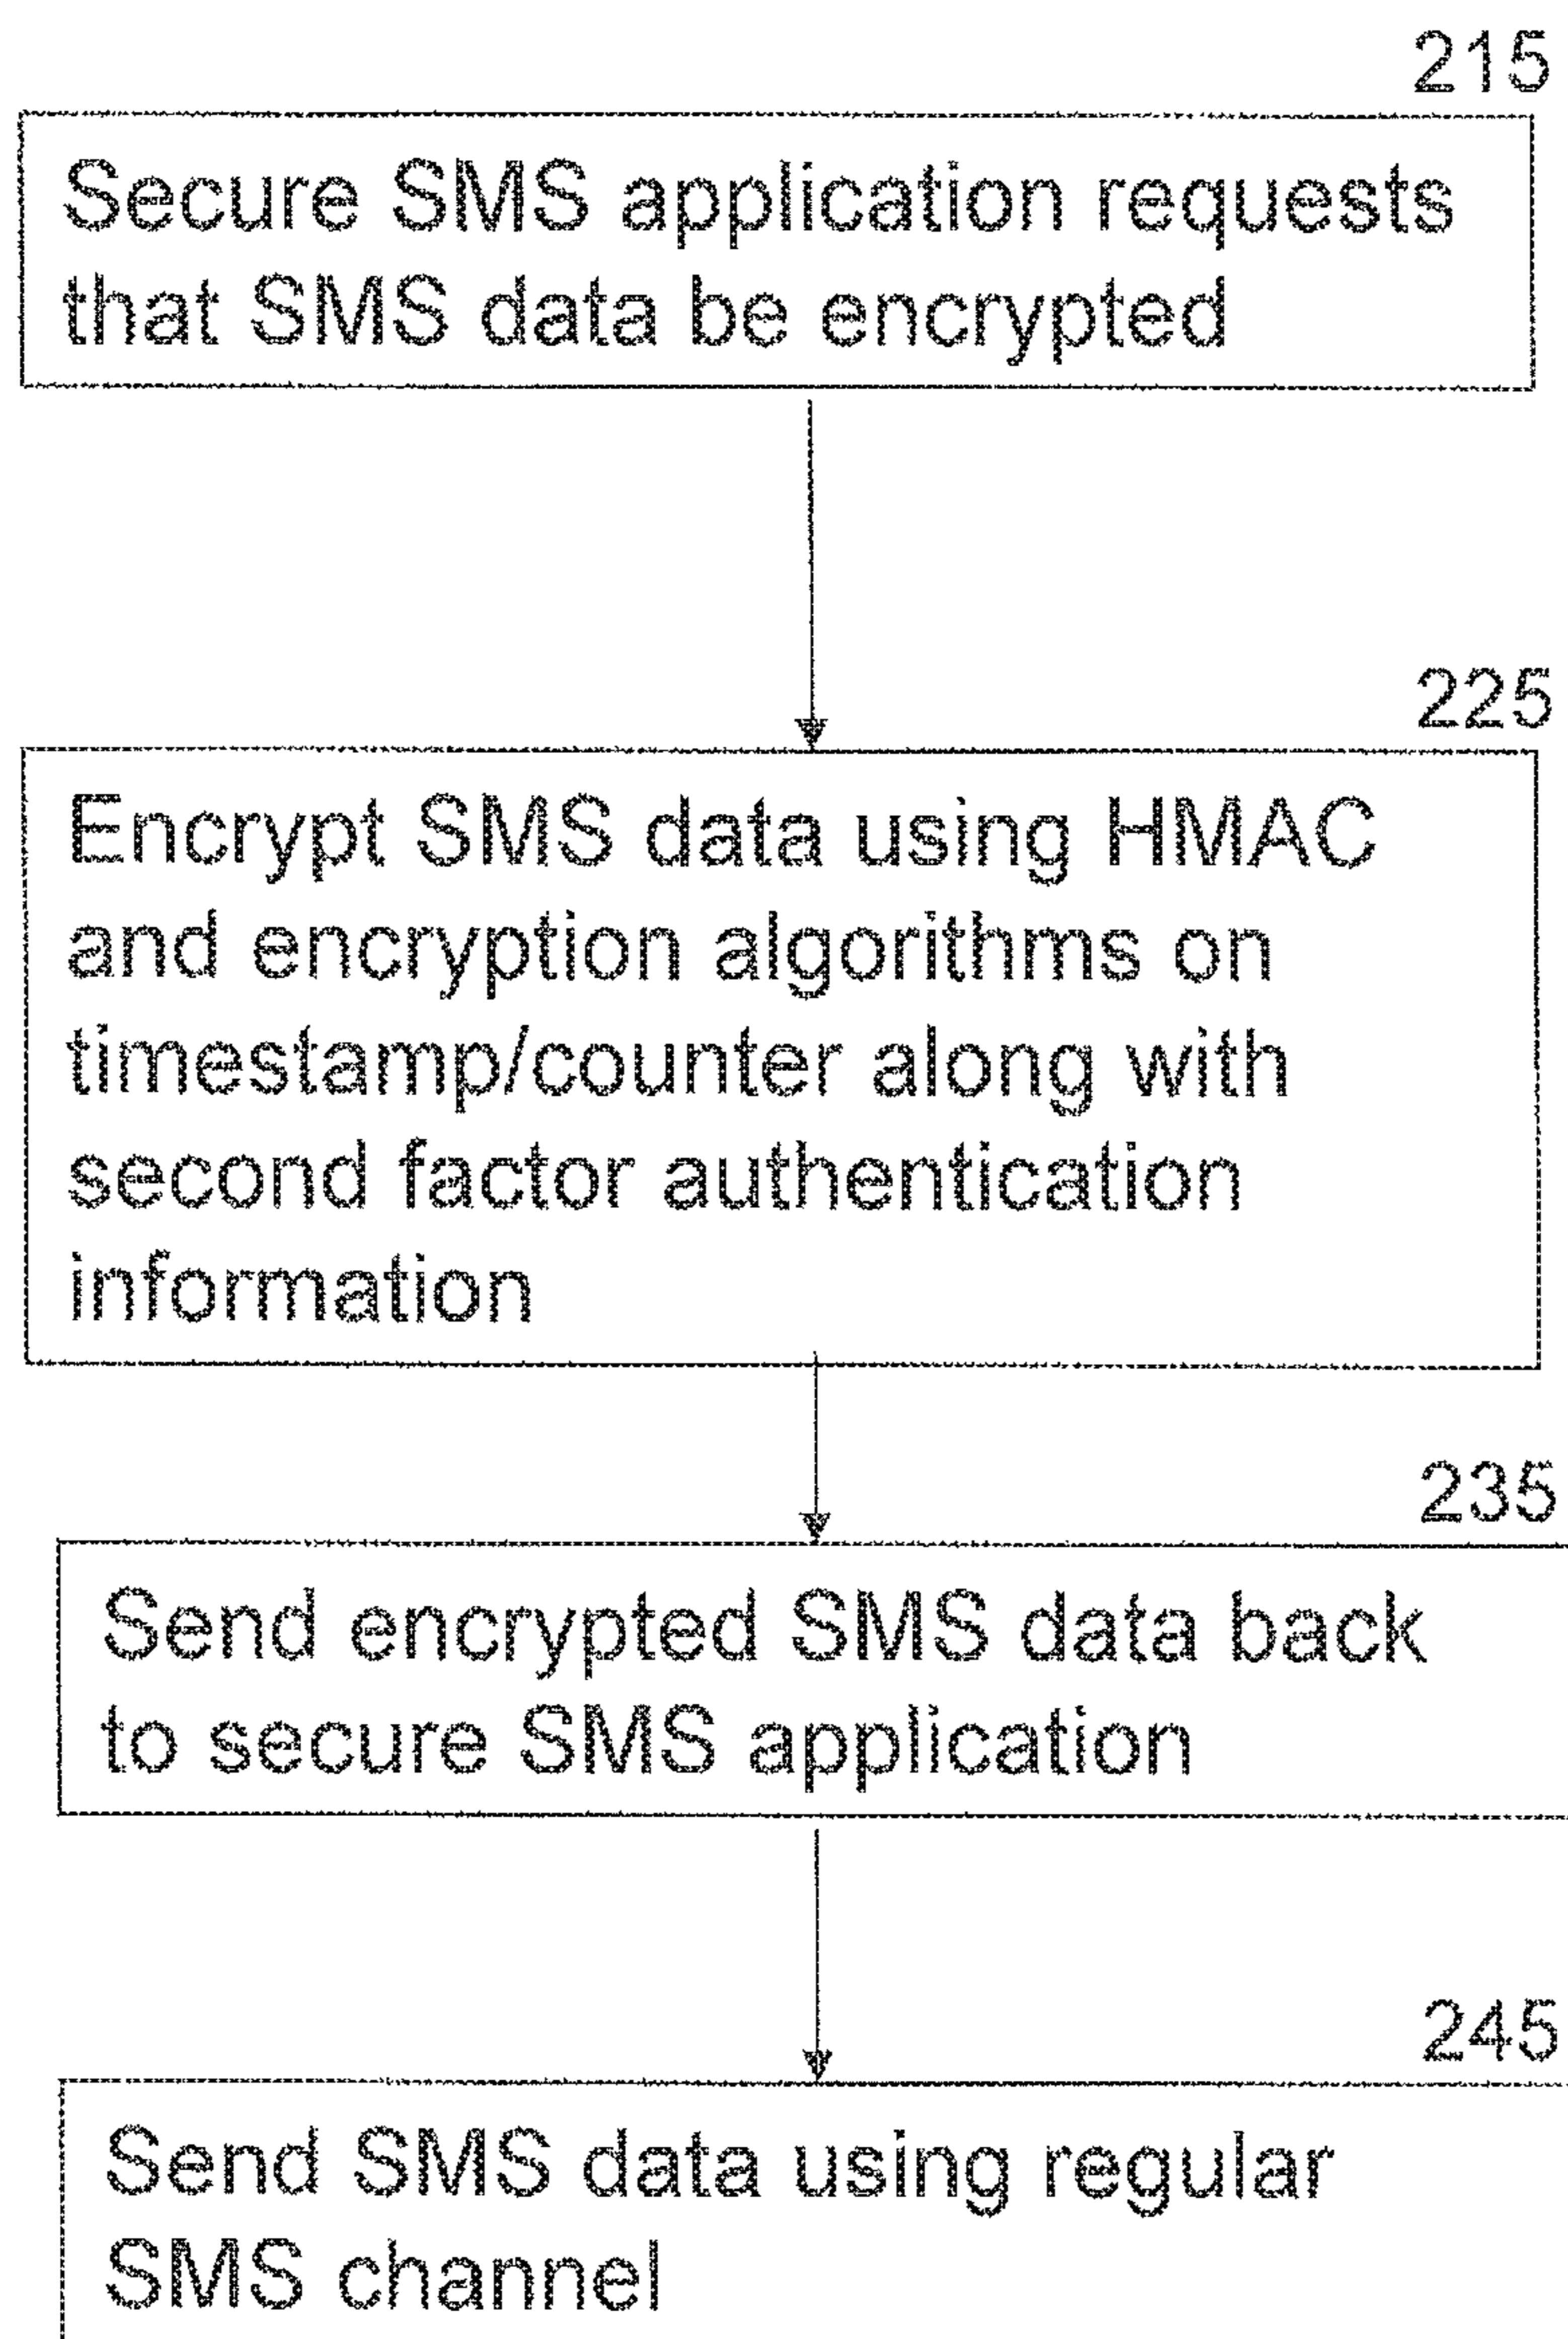 215
Secure SMS application requests
that SMS data be encrypted
225
Encrypt SMS data using HMAC
and encryption algorithms on
timestamp/counter along with
second factor authentication
information
235
Send encrypted SMS data back
to secure SMS application
245
Send SMS data using regular
SMS channel